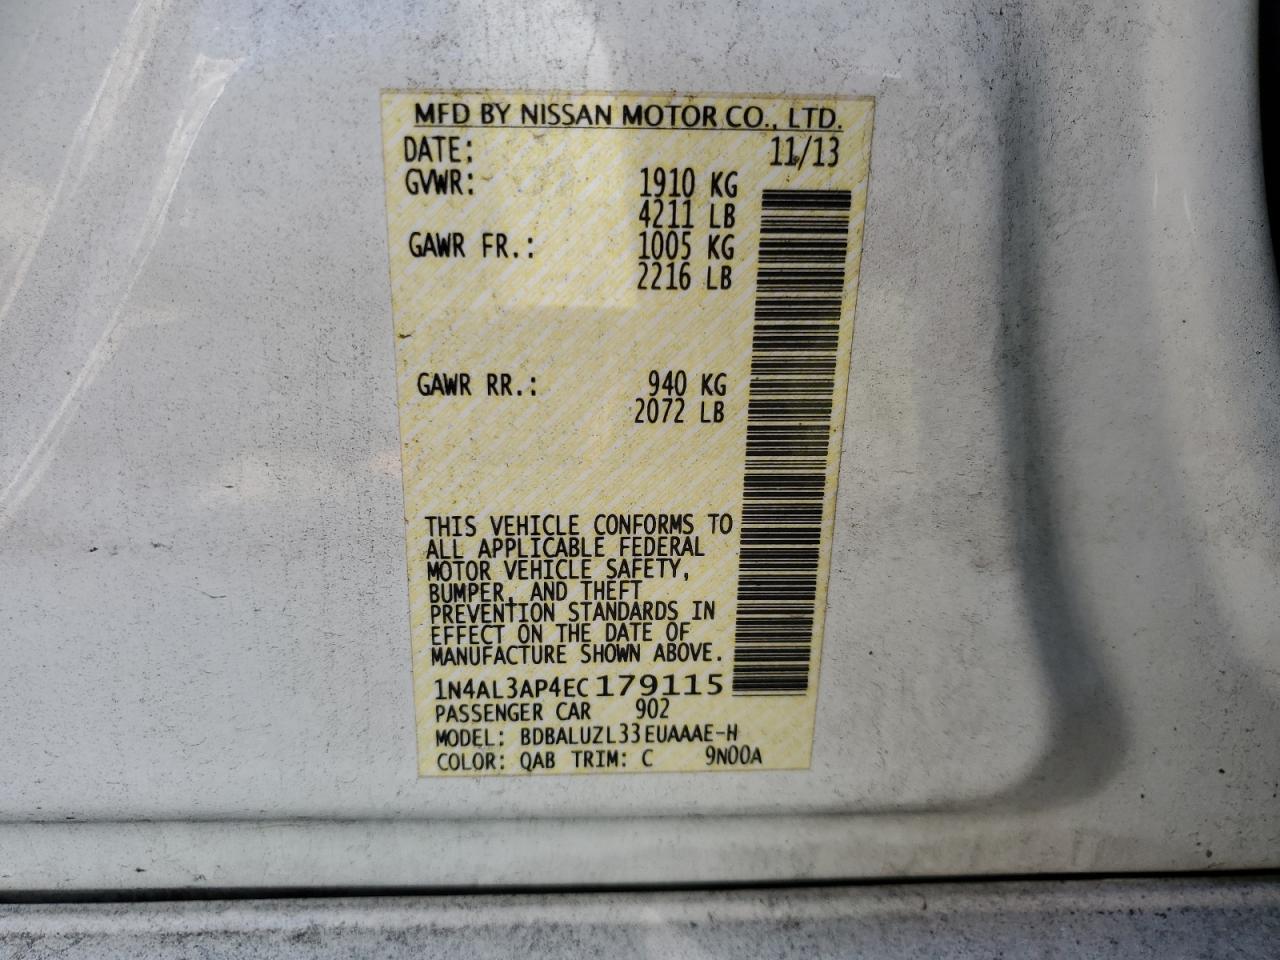 MFD BY NISSAN MOTOR CO., LTD.
DATE: 11/13
GVWR: 1910 KG
4211 LB
GAWR FR.: 1005 KG
2216 LB
GAWR RR.: 940 KG
2072 LB
THIS VEHICLE CONFORMS TO
ALL APPLICABLE FEDERAL
MOTOR VEHICLE SAFETY,
BUMPER, AND THEFT
PREVENTION STANDARDS IN
EFFECT ON THE DATE OF
MANUFACTURE SHOWN ABOVE.
1N4AL3AP4EC179115
PASSENGER CAR 902
MODEL: BDBALUZL33EUAAAE-H
COLOR: QAB TRIM: C 9N00A